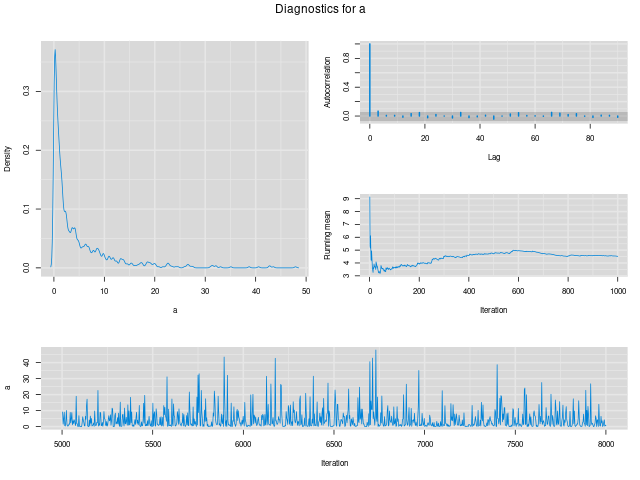 Diagnostics for a
Density
0.0 0.1 0.2 0.3
0 10 20 30 40 50
a
Autocorrelation
0.0 0.4 0.8
0 20 40 60 80
Lag
Running mean
3 4 5 6 7 8 9
0 200 400 600 800 1000
Iteration
a
0 10 20 30 40
5000 5500 6000 6500 7000 7500 8000
Iteration